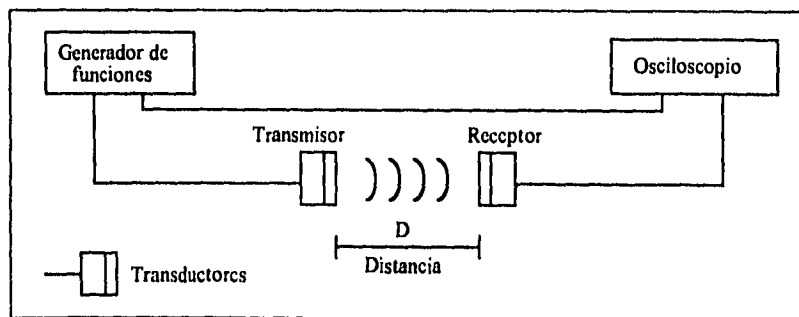 Generador de
funciones
Osciloscopio
Transmisor
Receptor
D
Distancia
Transductores